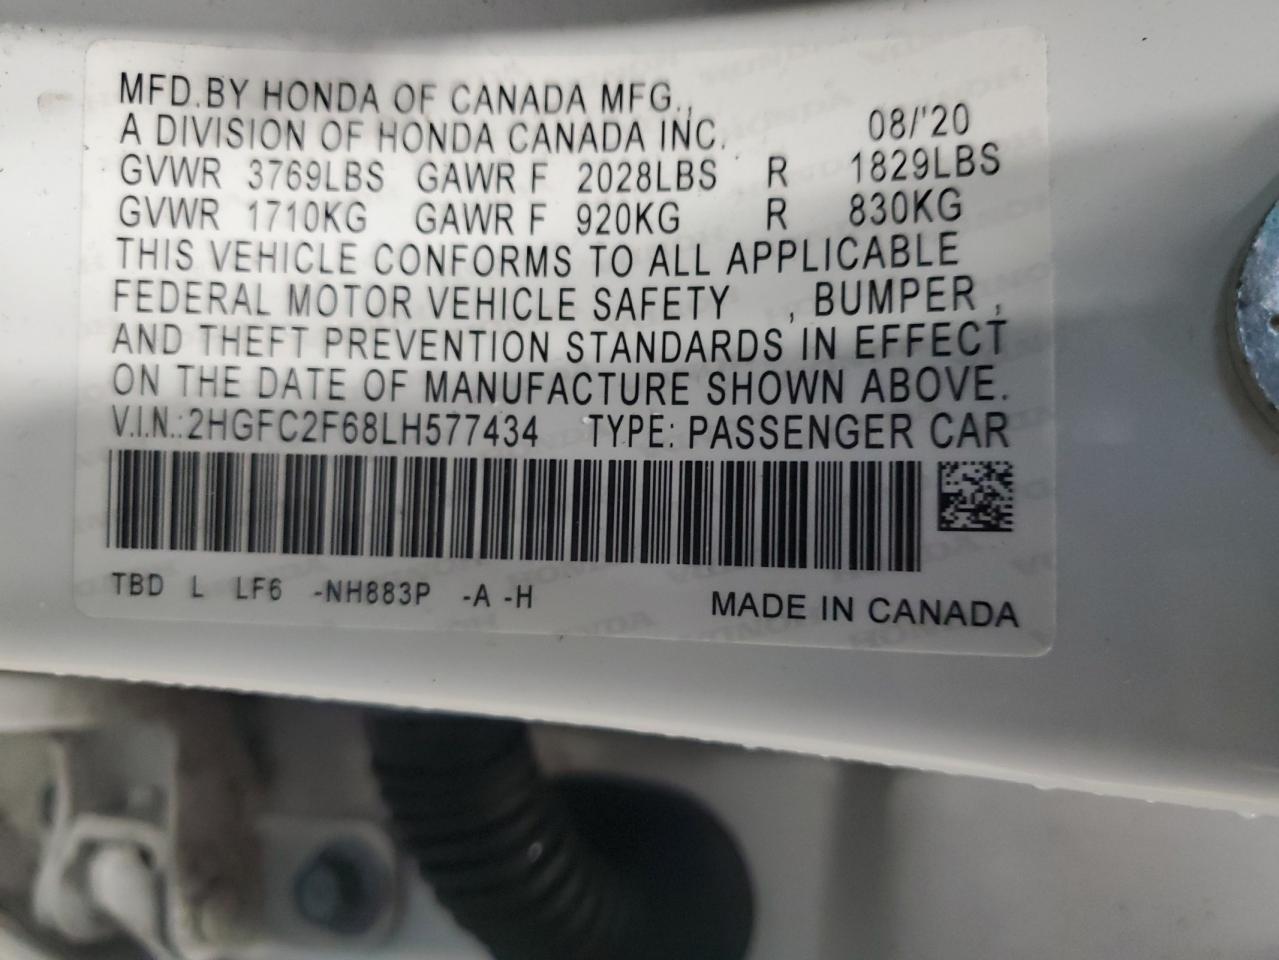 MFD.BY HONDA OF CANADA MFG.,
A DIVISION OF HONDA CANADA INC. 08/'20
GVWR 3769LBS GAWR F 2028LBS R 1829LBS
GVWR 1710KG GAWR F 920KG R 830KG
THIS VEHICLE CONFORMS TO ALL APPLICABLE
FEDERAL MOTOR VEHICLE SAFETY , BUMPER ,
AND THEFT PREVENTION STANDARDS IN EFFECT
ON THE DATE OF MANUFACTURE SHOWN ABOVE.
V.I.N.:2HGFC2F68LH577434 TYPE: PASSENGER CAR
TBD L LF6 -NH883P -A -H MADE IN CANADA